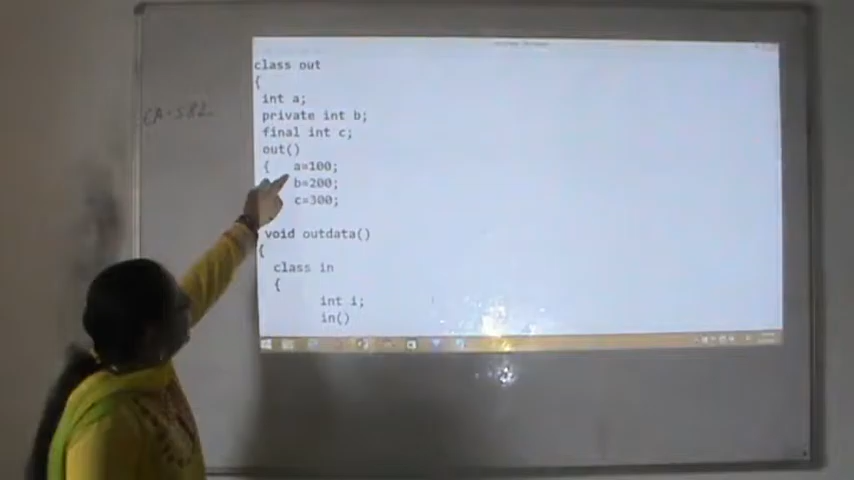 CA-582
class out
{
int a;
private int b;
final int c;
out()
{ a=100;
b=200;
c=300;
void outdata()
{
class in
{
int i;
in()